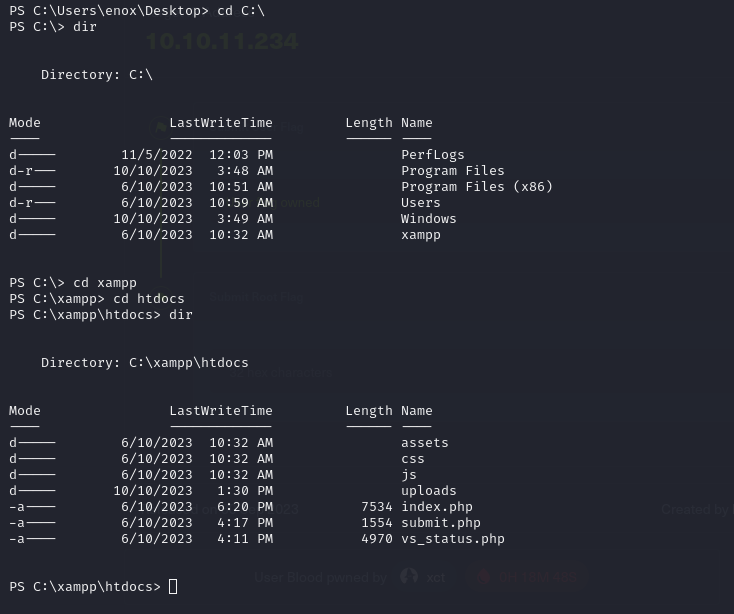 PS C:\Users\enox\Desktop> cd C:\
PS C:\> dir
10.10.11.234
    Directory: C:\
Mode                LastWriteTime         Length Name
----                -------------         ------ ----
d-----        11/5/2022  12:03 PM                PerfLogs
d-r---       10/10/2023   3:48 AM                Program Files
d-----        6/10/2023  10:51 AM                Program Files (x86)
d-r---        6/10/2023  10:59 AM                Users
d-----       10/10/2023   3:49 AM                Windows
d-----        6/10/2023  10:32 AM                xampp
PS C:\> cd xampp
PS C:\xampp> cd htdocs
PS C:\xampp\htdocs> dir
    Directory: C:\xampp\htdocs
Mode                LastWriteTime         Length Name
----                -------------         ------ ----
d-----        6/10/2023  10:32 AM                assets
d-----        6/10/2023  10:32 AM                css
d-----        6/10/2023  10:32 AM                js
d-----       10/10/2023   1:30 PM                uploads
-a----        6/10/2023   6:20 PM           7534 index.php
-a----        6/10/2023   4:17 PM           1554 submit.php
-a----        6/10/2023   4:11 PM           4970 vs_status.php
Created by
User Blood pwned by xct
PS C:\xampp\htdocs>